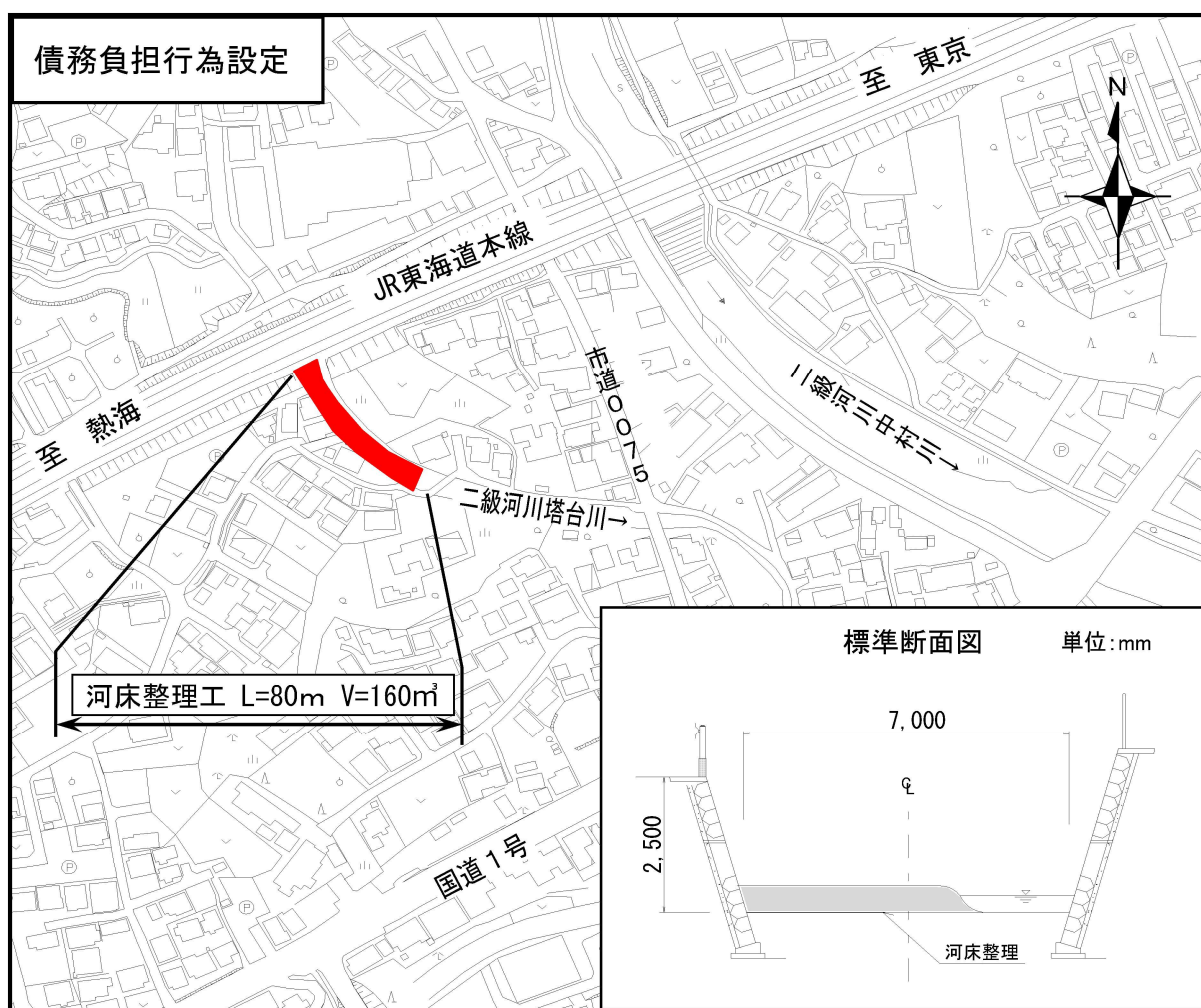 債務負担行為設定
至 東京
N
JR東海道本線
至 熱海
市道0075
二級河川中村川→
二級河川塔台川→
河床整理工 L=80m V=160㎥
国道1号
標準断面図 単位:mm
7,000
℄
2,500
河床整理